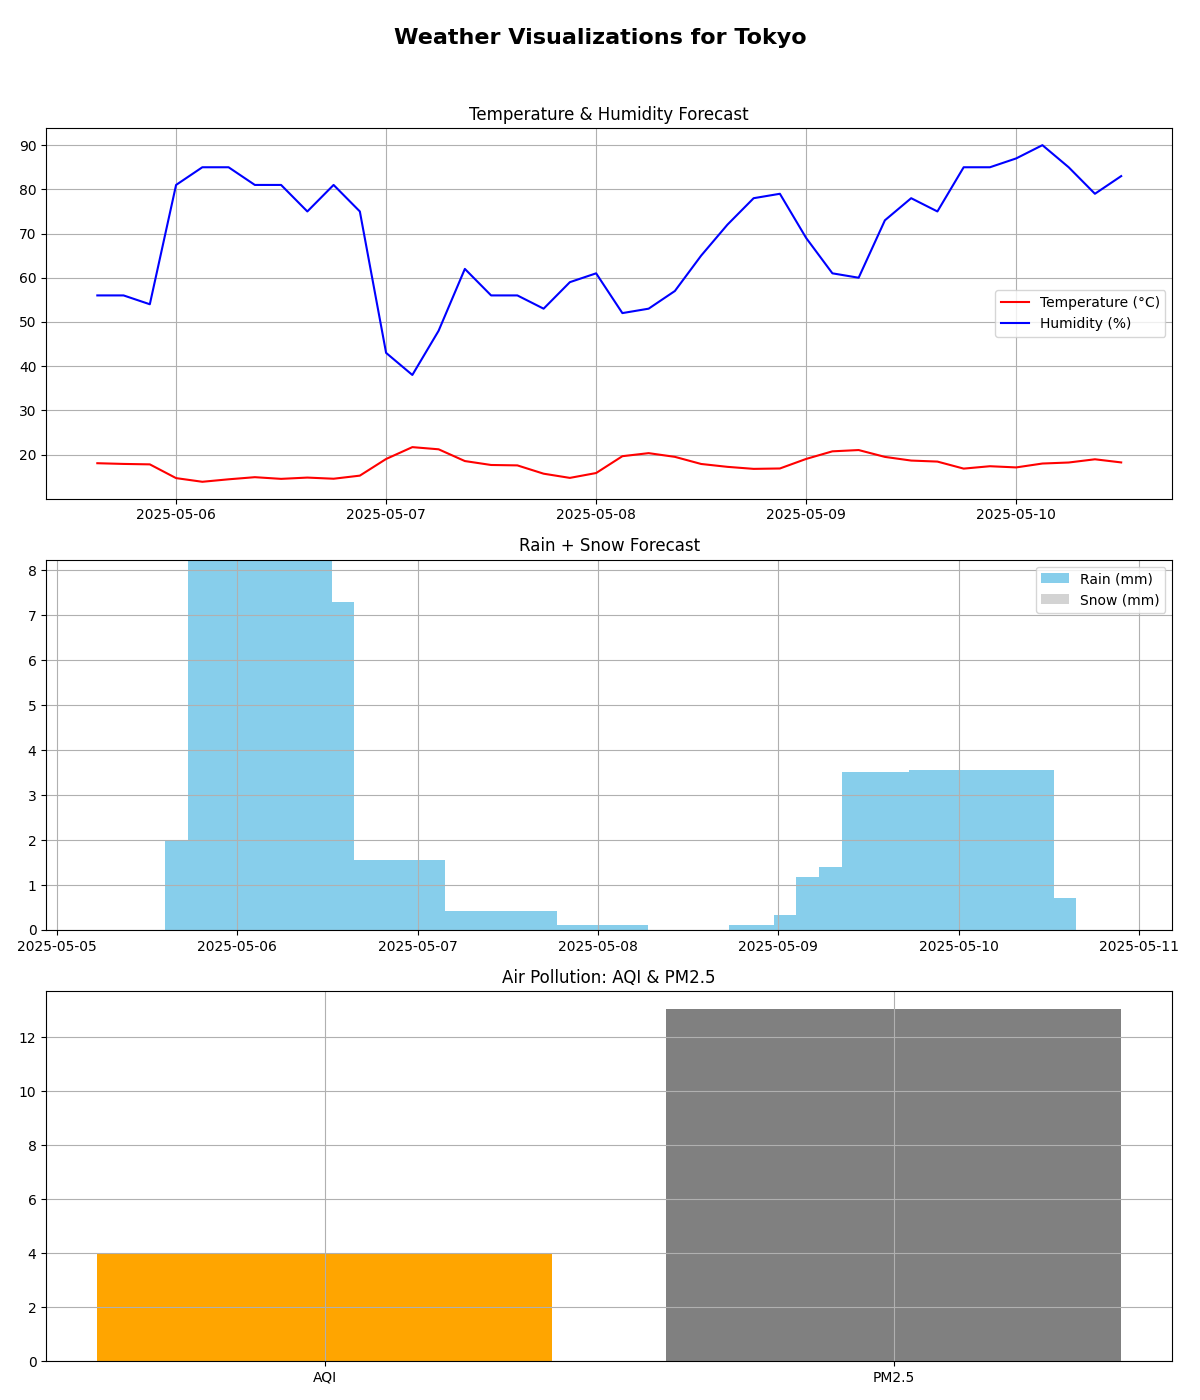 Weather Visualizations for Tokyo
Temperature & Humidity Forecast
90
80
70
60
50
40
30
20
Temperature (°C)
Humidity (%)
2025-05-06 2025-05-07 2025-05-08 2025-05-09 2025-05-10
Rain + Snow Forecast
8
7
6
5
4
3
2
1
0
Rain (mm)
Snow (mm)
2025-05-05 2025-05-06 2025-05-07 2025-05-08 2025-05-09 2025-05-10 2025-05-11
Air Pollution: AQI & PM2.5
12
10
8
6
4
2
0
AQI PM2.5